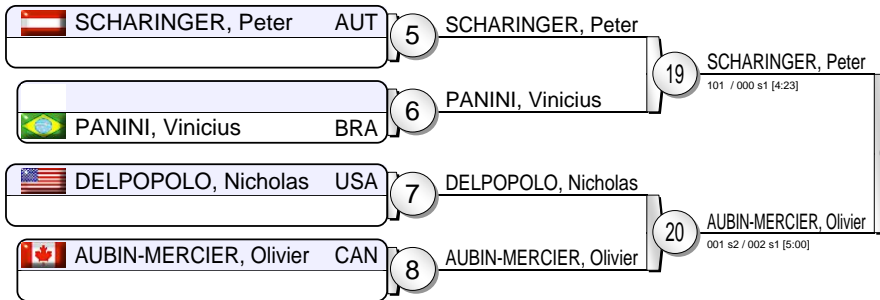 SCHARINGER, Peter AUT
5
SCHARINGER, Peter
19
SCHARINGER, Peter
101 / 000 s1 [4:23]
6
PANINI, Vinicius
PANINI, Vinicius BRA
DELPOPOLO, Nicholas USA
7
DELPOPOLO, Nicholas
20
AUBIN-MERCIER, Olivier
001 s2 / 002 s1 [5:00]
AUBIN-MERCIER, Olivier CAN
8
AUBIN-MERCIER, Olivier